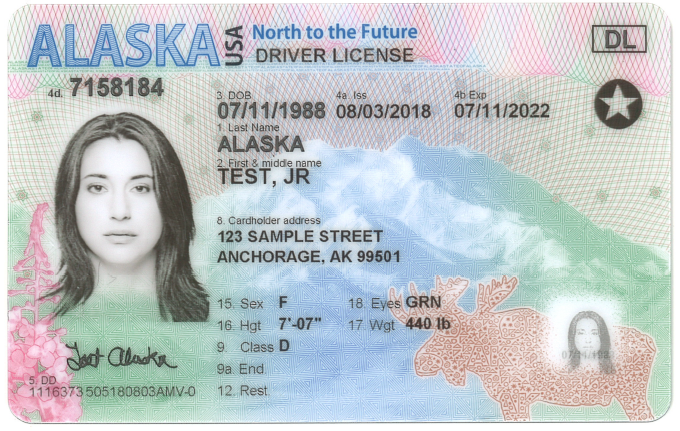 ALASKA USA North to the Future
DRIVER LICENSE DL
4d. 7158184
3. DOB 4a. Iss 4b Exp
07/11/1988 08/03/2018 07/11/2022
1. Last Name
ALASKA
2. First & middle name
TEST, JR
8. Cardholder address
123 SAMPLE STREET
ANCHORAGE, AK 99501
15. Sex F 18. Eyes GRN
16. Hgt 7'-07" 17. Wgt 440 lb
9. Class D
9a End
12. Rest
Test Alaska
5. DD
1116373 505180803AMV-0
07/11/1988